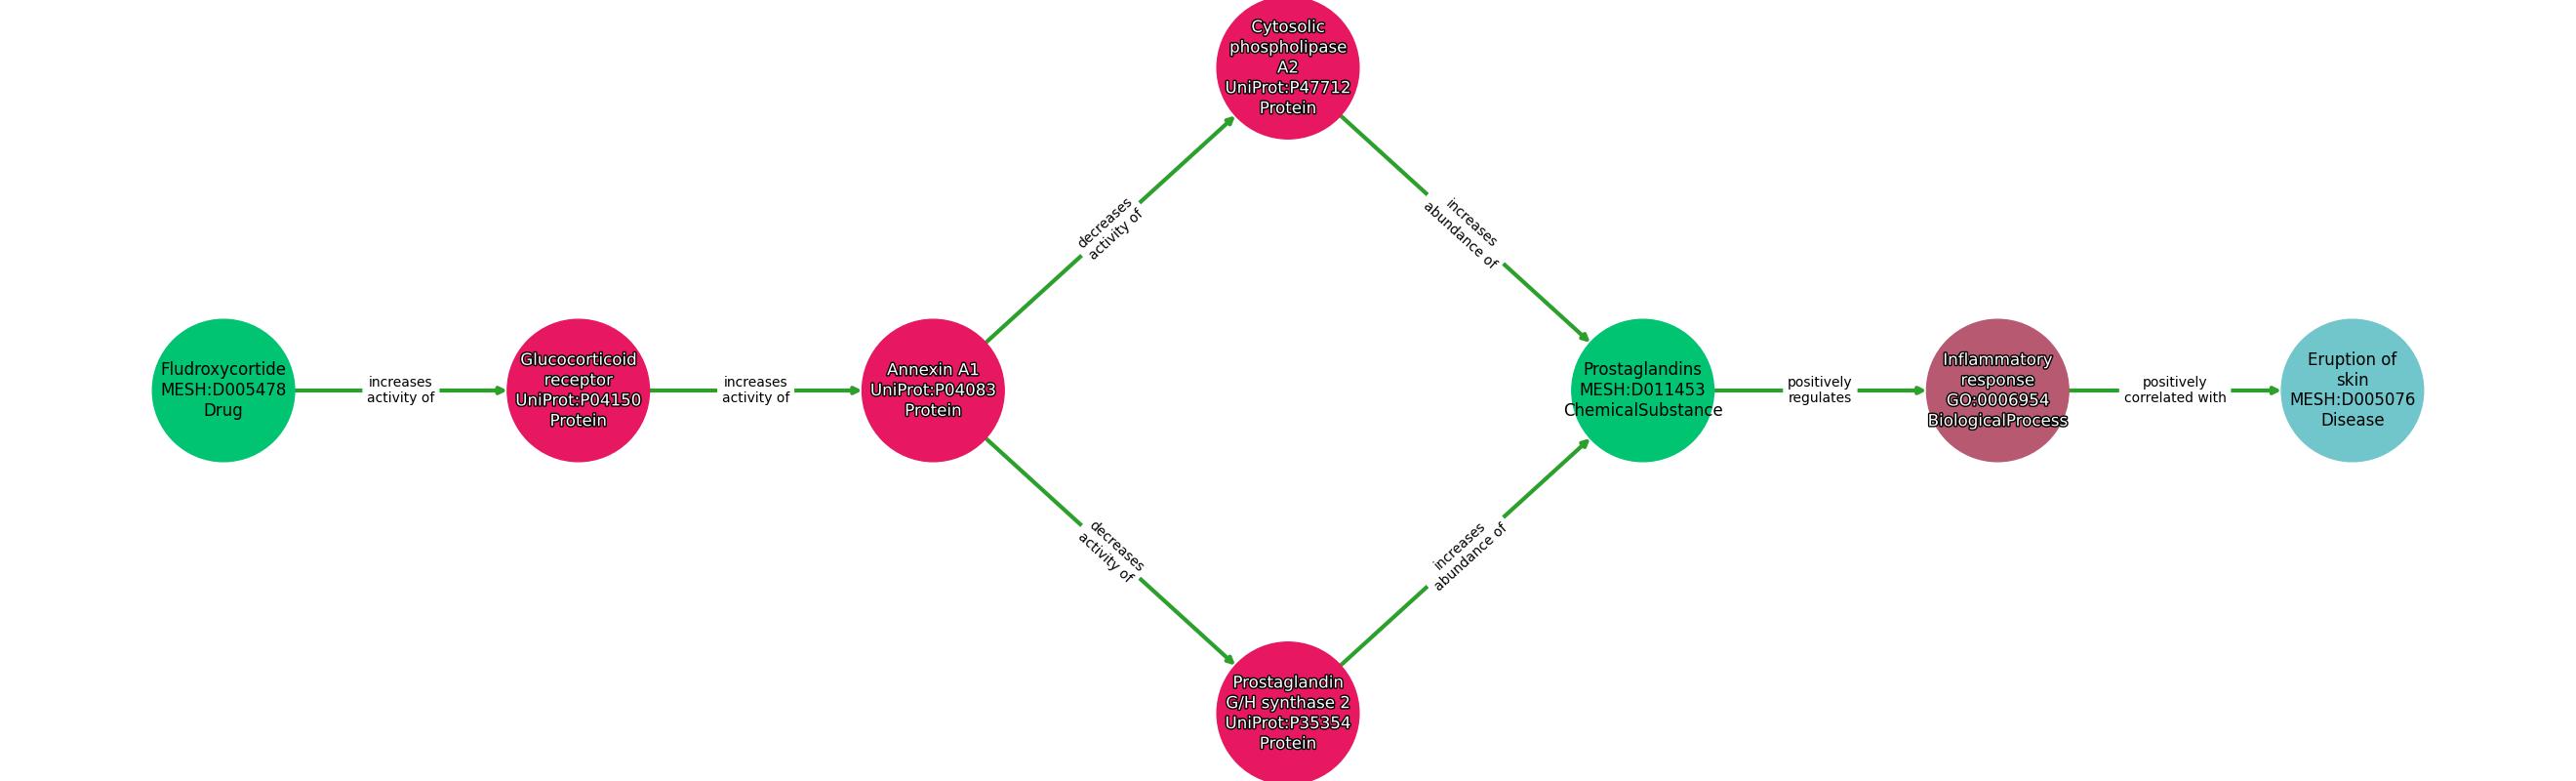 Cytosolic
phospholipase
A2
UniProt:P47712
Protein
decreases
activity of
increases
abundance of
Fludroxycortide
MESH:D005478
Drug
increases
activity of
Glucocorticoid
receptor
UniProt:P04150
Protein
increases
activity of
Annexin A1
UniProt:P04083
Protein
Prostaglandins
MESH:D011453
ChemicalSubstance
positively
regulates
Inflammatory
response
GO:0006954
BiologicalProcess
positively
correlated with
Eruption of
skin
MESH:D005076
Disease
decreases
activity of
increases
abundance of
Prostaglandin
G/H synthase 2
UniProt:P35354
Protein